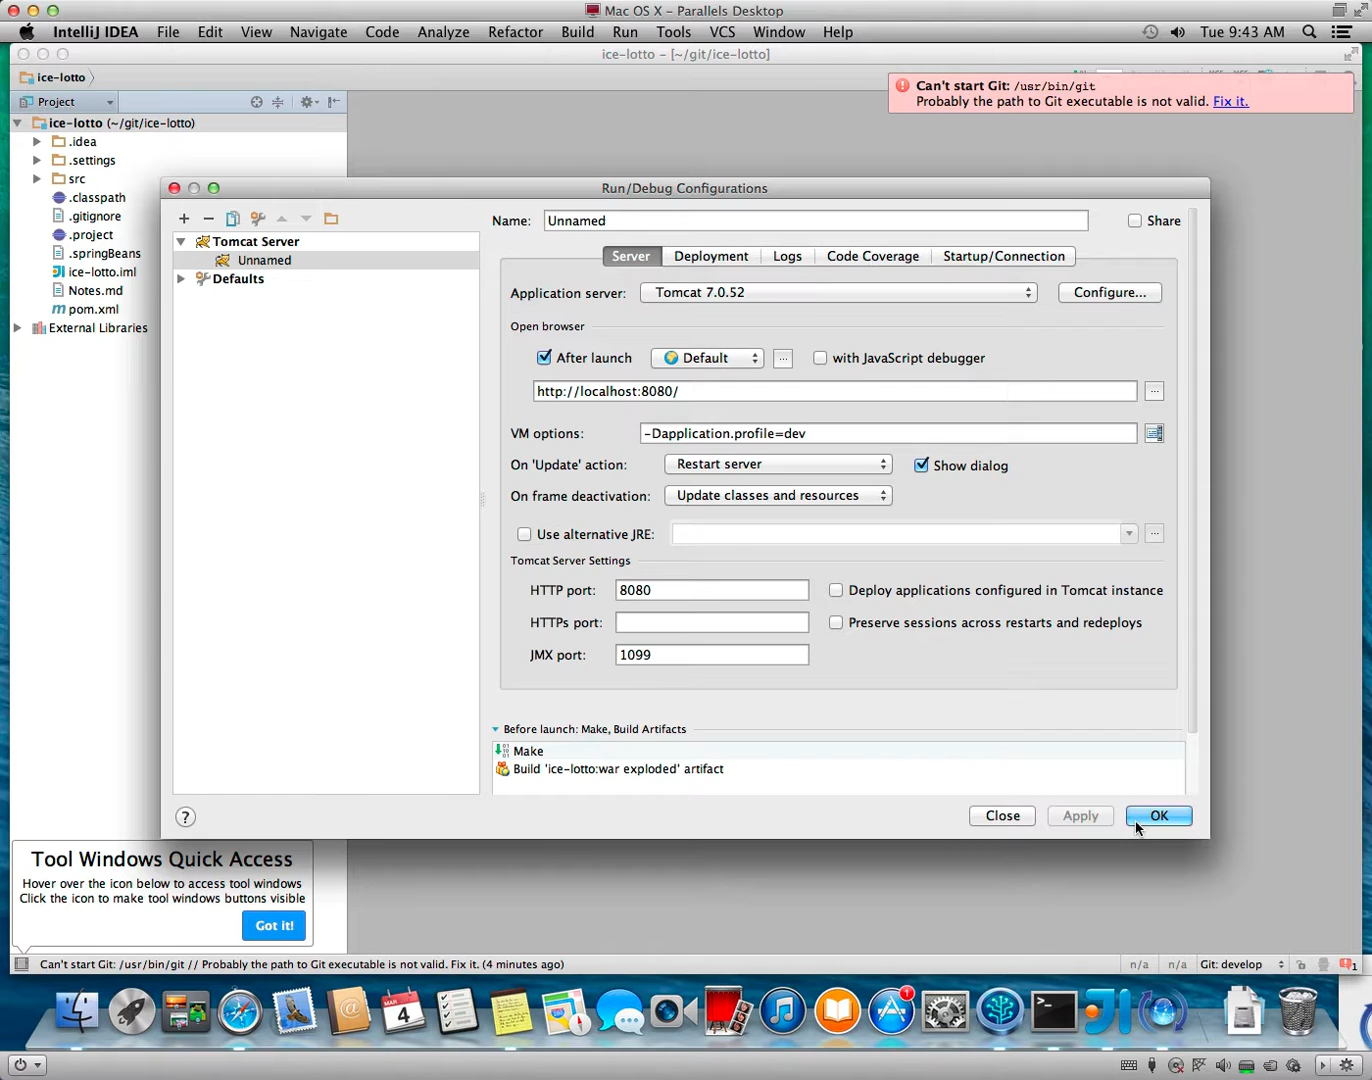 Mac OS X – Parallels Desktop
IntelliJ IDEA File Edit View Navigate Code Analyze Refactor Build Run Tools VCS Window Help Tue 9:43 AM
ice-lotto – [~/git/ice-lotto]
ice-lotto
Can't start Git: /usr/bin/git
Probably the path to Git executable is not valid. Fix it.
Project
ice-lotto (~/git/ice-lotto)
.idea
.settings
src
.classpath
.gitignore
.project
.springBeans
ice-lotto.iml
Notes.md
pom.xml
External Libraries
Run/Debug Configurations
Tomcat Server
Unnamed
Defaults
Name: Unnamed Share
Server Deployment Logs Code Coverage Startup/Connection
Application server: Tomcat 7.0.52 Configure...
Open browser
After launch Default ... with JavaScript debugger
http://localhost:8080/ ...
VM options: -Dapplication.profile=dev
On 'Update' action: Restart server Show dialog
On frame deactivation: Update classes and resources
Use alternative JRE: ...
Tomcat Server Settings
HTTP port: 8080 Deploy applications configured in Tomcat instance
HTTPs port: Preserve sessions across restarts and redeploys
JMX port: 1099
Before launch: Make, Build Artifacts
Make
Build 'ice-lotto:war exploded' artifact
? Close Apply OK
Tool Windows Quick Access
Hover over the icon below to access tool windows
Click the icon to make tool windows buttons visible
Got it!
Can't start Git: /usr/bin/git // Probably the path to Git executable is not valid. Fix it. (4 minutes ago) n/a n/a Git: develop 1
MAR
4
1